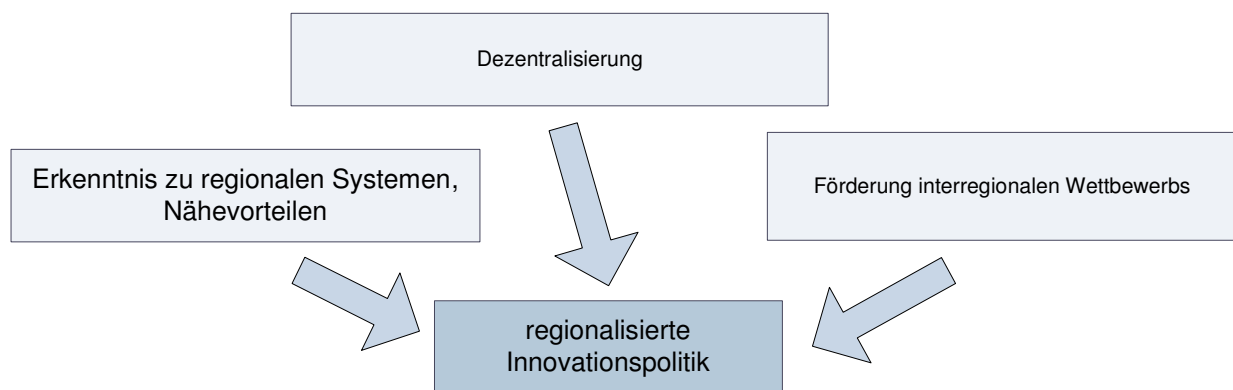 Dezentralisierung
Erkenntnis zu regionalen Systemen,
Nähevorteilen
Förderung interregionalen Wettbewerbs
regionalisierte
Innovationspolitik